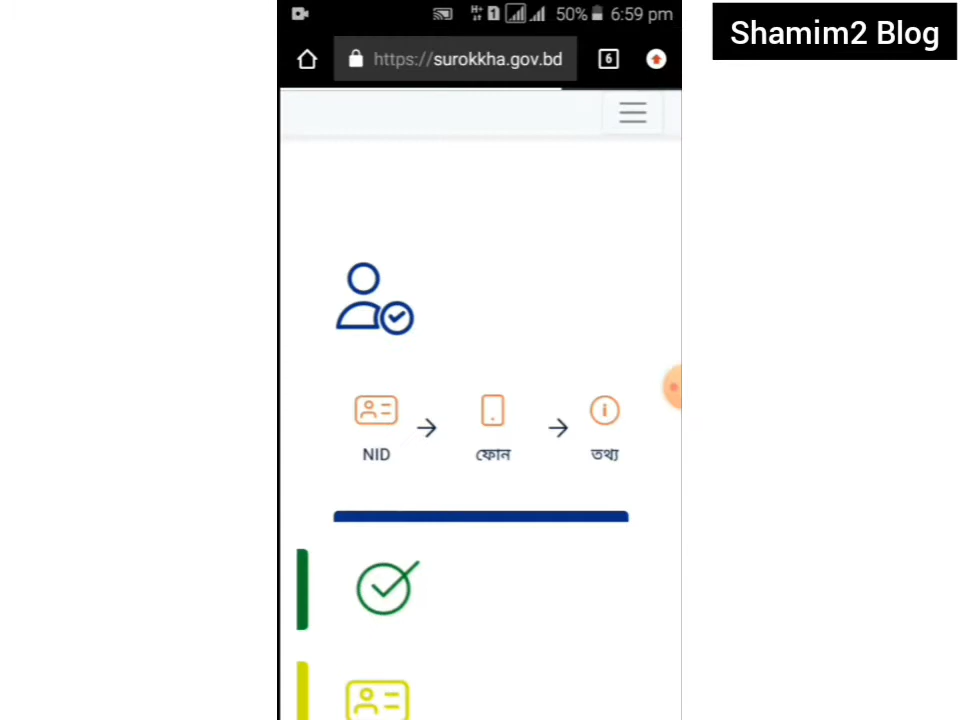 50% 6:59 pm
Shamim2 Blog
https://surokkha.gov.bd
6
NID
ফোন
তথ্য